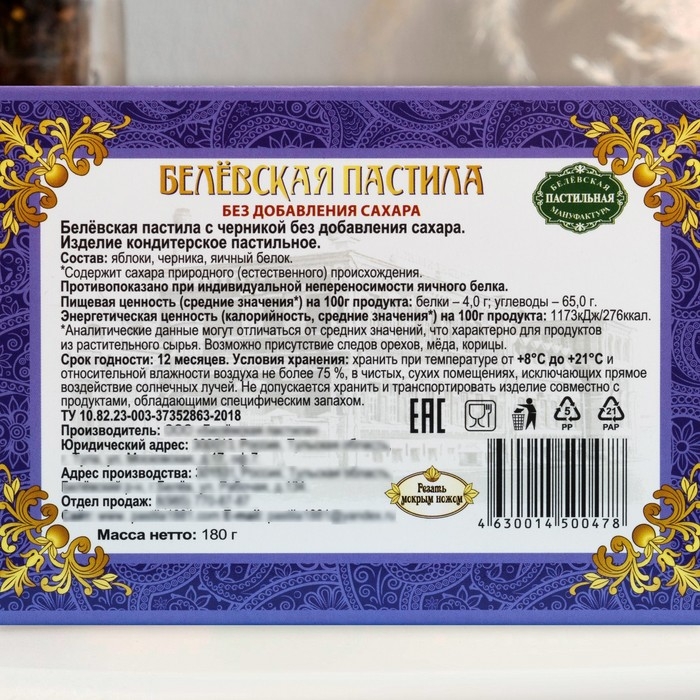 БЕЛЁВСКАЯ ПАСТИЛА
БЕЗ ДОБАВЛЕНИЯ САХАРА
БЕЛЁВСКАЯ
ПАСТИЛЬНАЯ
МАНУФАКТУРА
Белёвская пастила с черникой без добавления сахара.
Изделие кондитерское пастильное.
Состав: яблоки, черника, яичный белок.
*Содержит сахара природного (естественного) происхождения.
Противопоказано при индивидуальной непереносимости яичного белка.
Пищевая ценность (средние значения*) на 100г продукта: белки – 4,0 г; углеводы – 65,0 г.
Энергетическая ценность (калорийность, средние значения*) на 100г продукта: 1173кДж/276ккал.
*Аналитические данные могут отличаться от средних значений, что характерно для продуктов
из растительного сырья. Возможно присутствие следов орехов, мёда, корицы.
Срок годности: 12 месяцев. Условия хранения: хранить при температуре от +8°С до +21°С и
относительной влажности воздуха не более 75 %, в чистых, сухих помещениях, исключающих прямое
воздействие солнечных лучей. Не допускается хранить и транспортировать изделие совместно с
продуктами, обладающими специфическим запахом.
ТУ 10.82.23-003-37352863-2018
Производитель:
Юридический адрес:
Адрес производства:
Отдел продаж:
Масса нетто: 180 г
ЕАС
5
PP
21
PAP
Резать
мокрым ножом
4 630014 500478